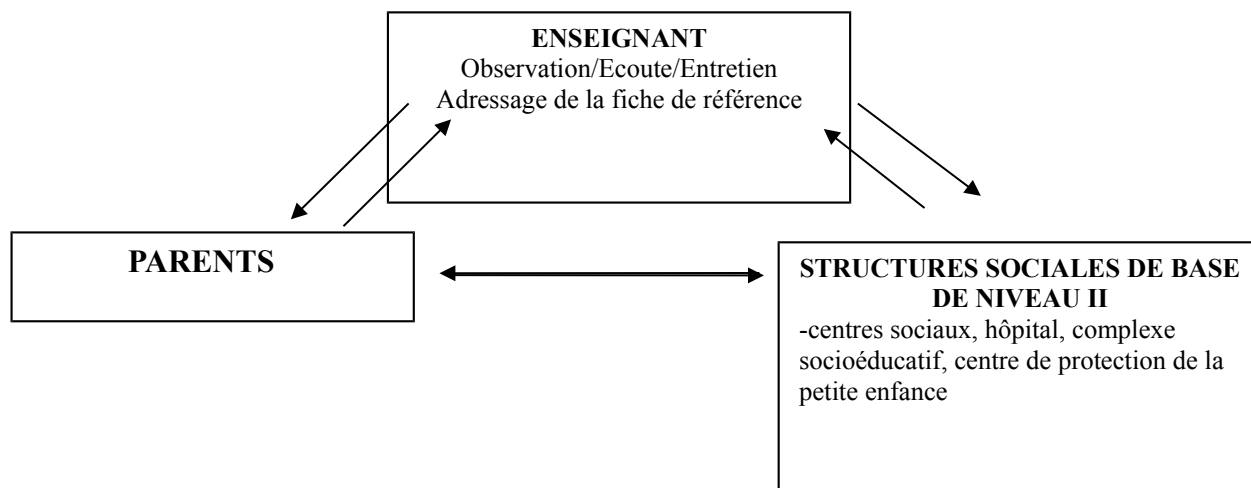 ENSEIGNANT
Observation/Ecoute/Entretien
Adressage de la fiche de référence
PARENTS
STRUCTURES SOCIALES DE BASE
DE NIVEAU II
-centres sociaux, hôpital, complexe
socioéducatif, centre de protection de la
petite enfance